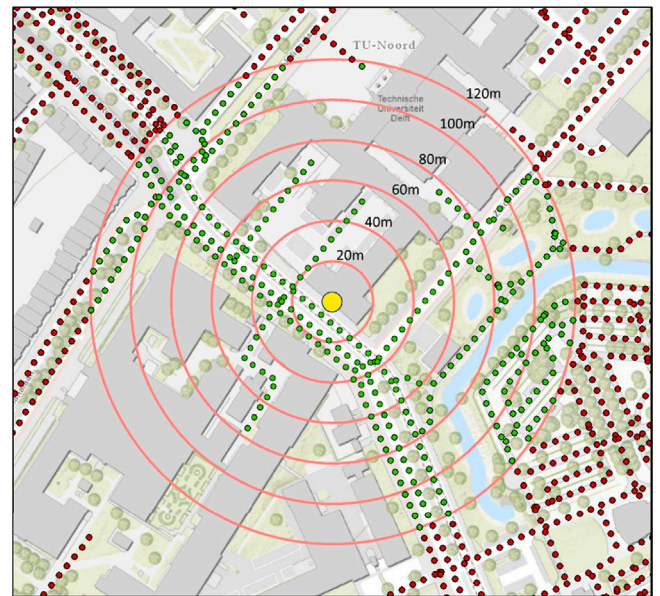 TU-Noord
120m
Technische
Universiteit
Delft
100m
80m
60m
40m
20m